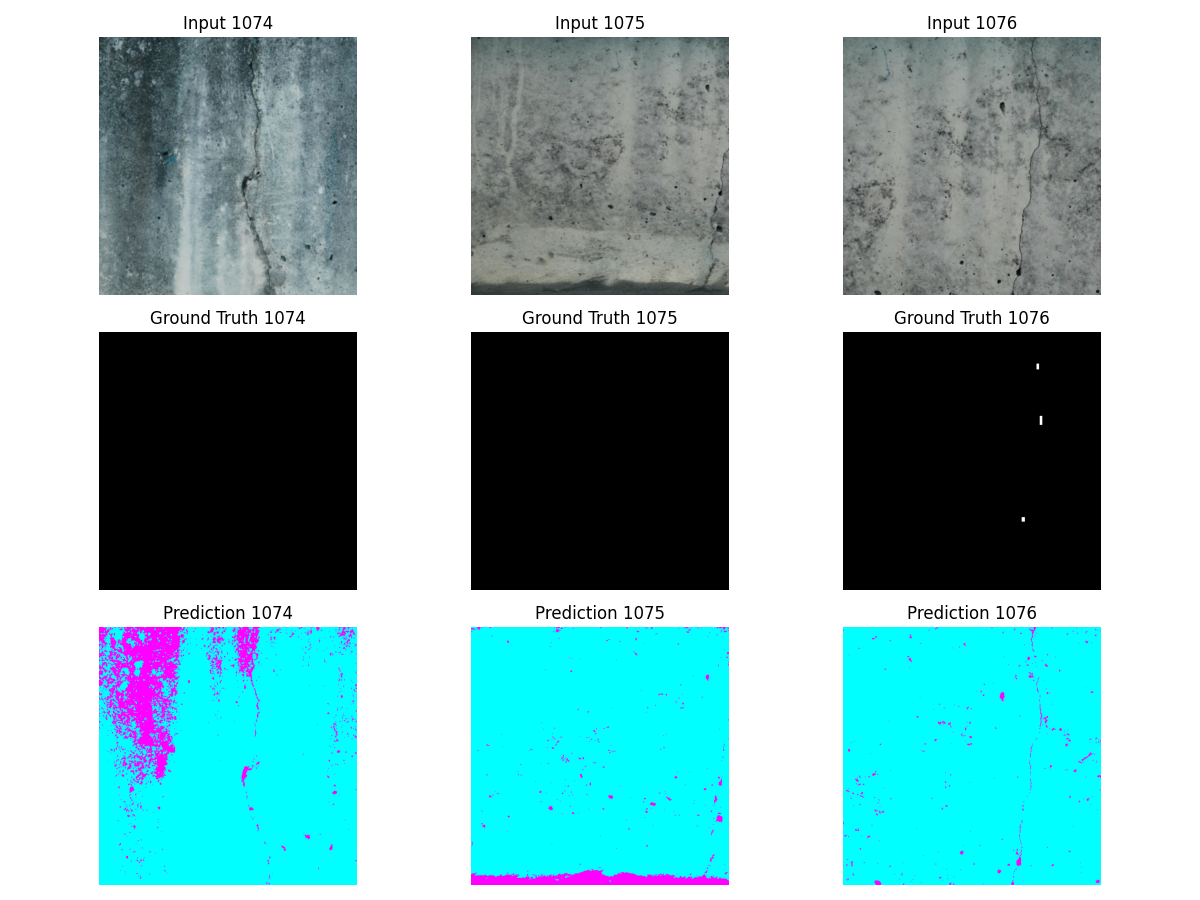 Input 1074
Input 1075
Input 1076
Ground Truth 1074
Ground Truth 1075
Ground Truth 1076
Prediction 1074
Prediction 1075
Prediction 1076